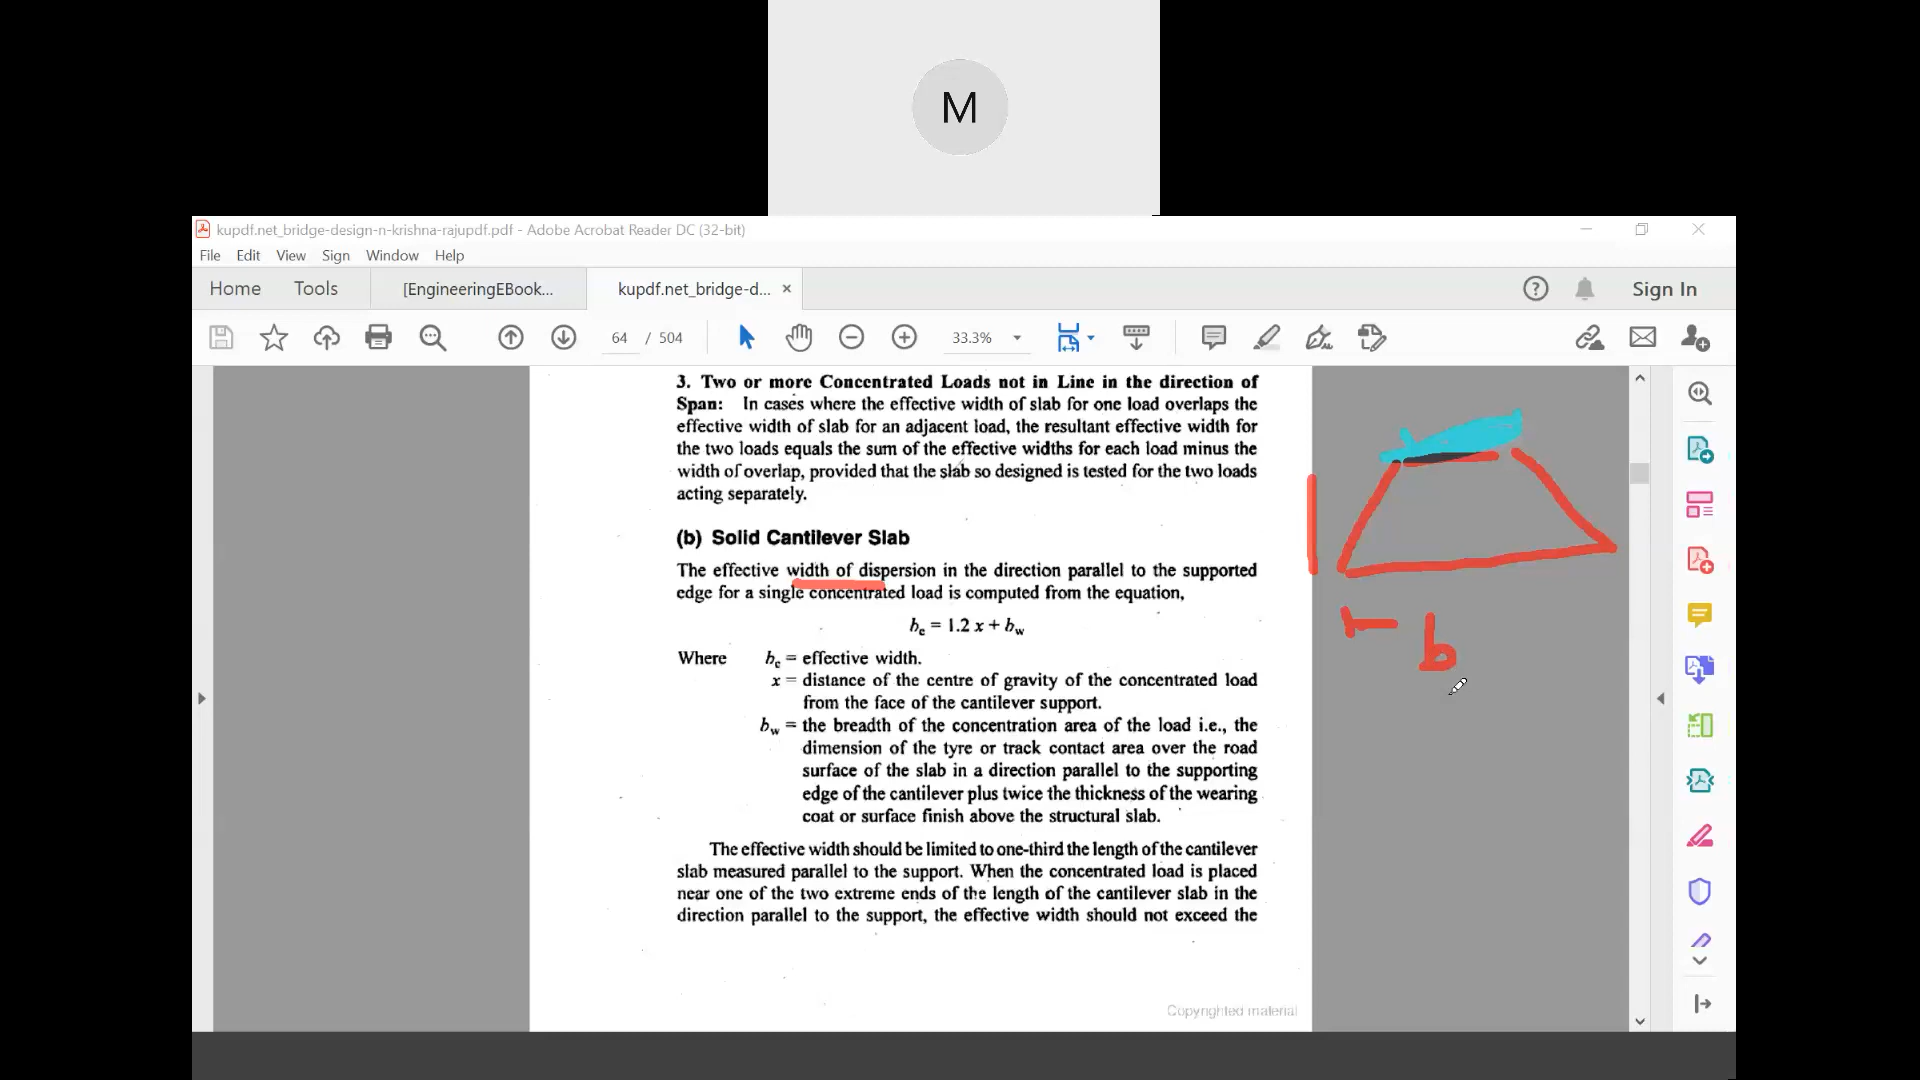 M
kupdf.net_bridge-design-n-krishna-rajupdf.pdf - Adobe Acrobat Reader DC (32-bit)
File Edit View Sign Window Help
Home Tools [EngineeringEBook... kupdf.net_bridge-d... × Sign In
64 / 504 33.3%
3. Two or more Concentrated Loads not in Line in the direction of
Span: In cases where the effective width of slab for one load overlaps the
effective width of slab for an adjacent load, the resultant effective width for
the two loads equals the sum of the effective widths for each load minus the
width of overlap, provided that the slab so designed is tested for the two loads
acting separately.
(b) Solid Cantilever Slab
The effective width of dispersion in the direction parallel to the supported
edge for a single concentrated load is computed from the equation,
be = 1.2 x + bw
Where be = effective width.
x = distance of the centre of gravity of the concentrated load
from the face of the cantilever support.
bw = the breadth of the concentration area of the load i.e., the
dimension of the tyre or track contact area over the road
surface of the slab in a direction parallel to the supporting
edge of the cantilever plus twice the thickness of the wearing
coat or surface finish above the structural slab.
The effective width should be limited to one-third the length of the cantilever
slab measured parallel to the support. When the concentrated load is placed
near one of the two extreme ends of the length of the cantilever slab in the
direction parallel to the support, the effective width should not exceed the
Copyrighted material
b